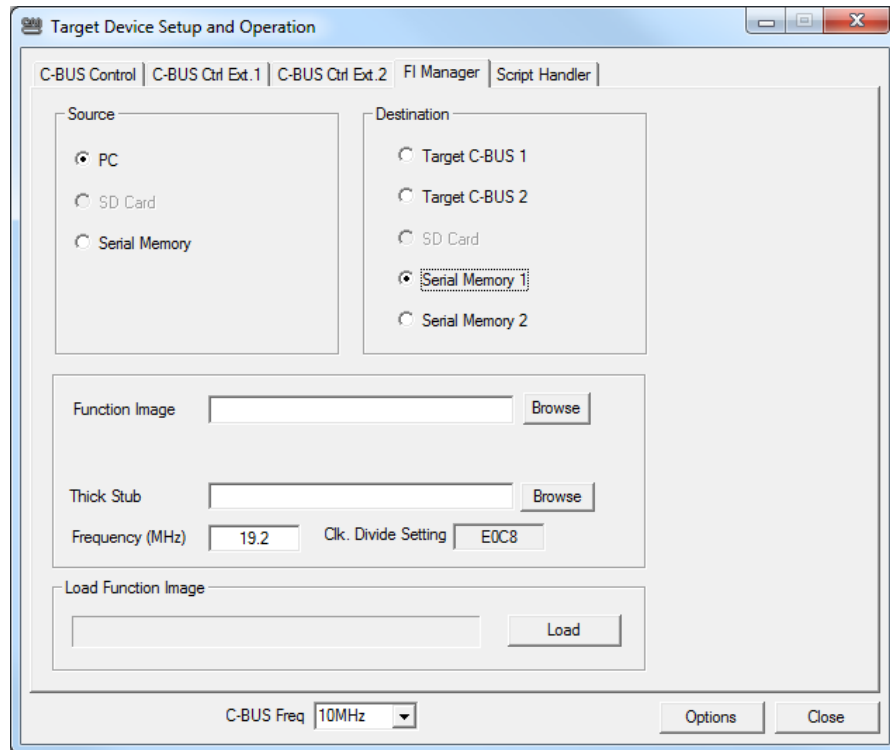 Target Device Setup and Operation
C-BUS Control C-BUS Ctrl Ext.1 C-BUS Ctrl Ext.2 FI Manager Script Handler
Source
PC
SD Card
Serial Memory
Destination
Target C-BUS 1
Target C-BUS 2
SD Card
Serial Memory 1
Serial Memory 2
Function Image Browse
Thick Stub Browse
Frequency (MHz) 19.2 Clk. Divide Setting E0C8
Load Function Image
Load
C-BUS Freq 10MHz Options Close